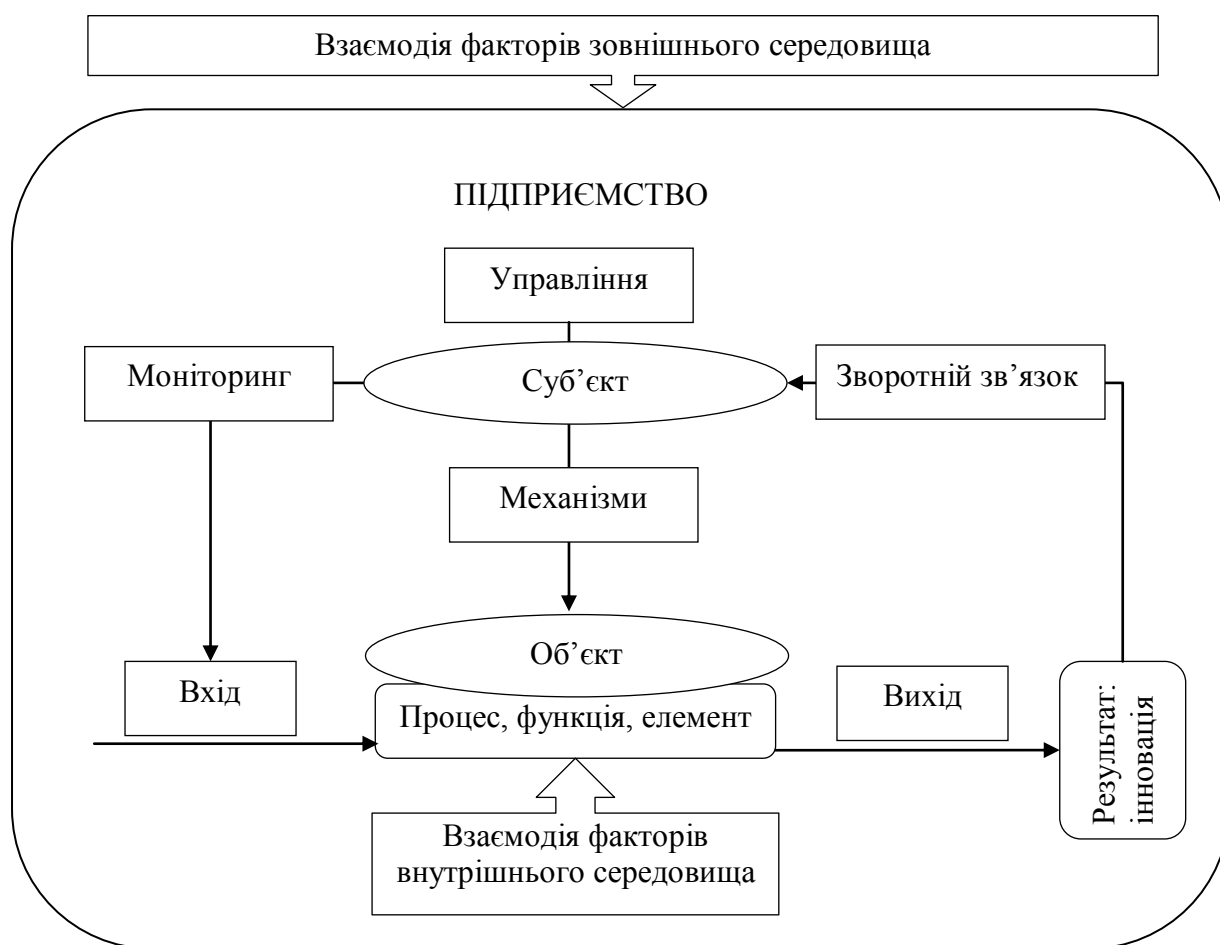 Взаємодія факторів зовнішнього середовища
ПІДПРИЄМСТВО
Управління
Моніторинг
Суб’єкт
Зворотній зв’язок
Механізми
Об’єкт
Вхід
Процес, функція, елемент
Вихід
Результат:
інновація
Взаємодія факторів
внутрішнього середовища